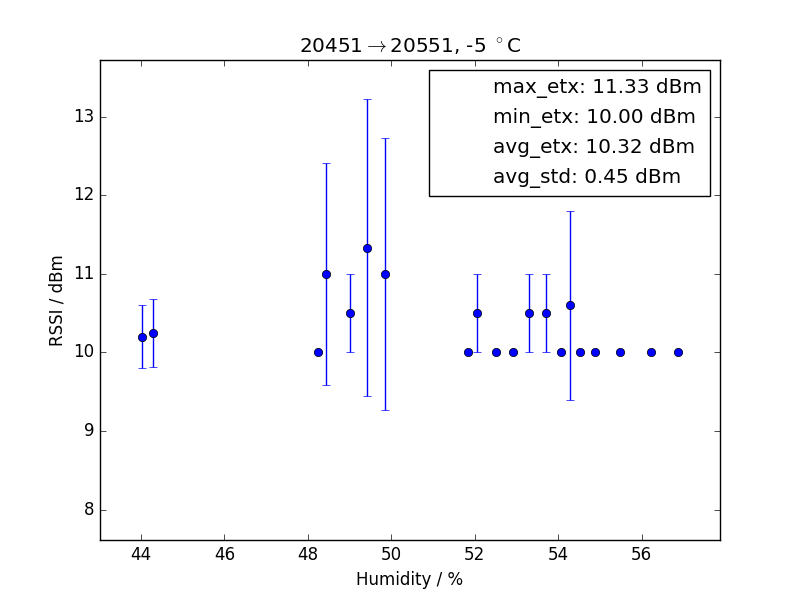 20451→20551, -5 °C
max_etx: 11.33 dBm
min_etx: 10.00 dBm
avg_etx: 10.32 dBm
avg_std: 0.45 dBm
RSSI / dBm
13
12
11
10
9
8
44 46 48 50 52 54 56
Humidity / %